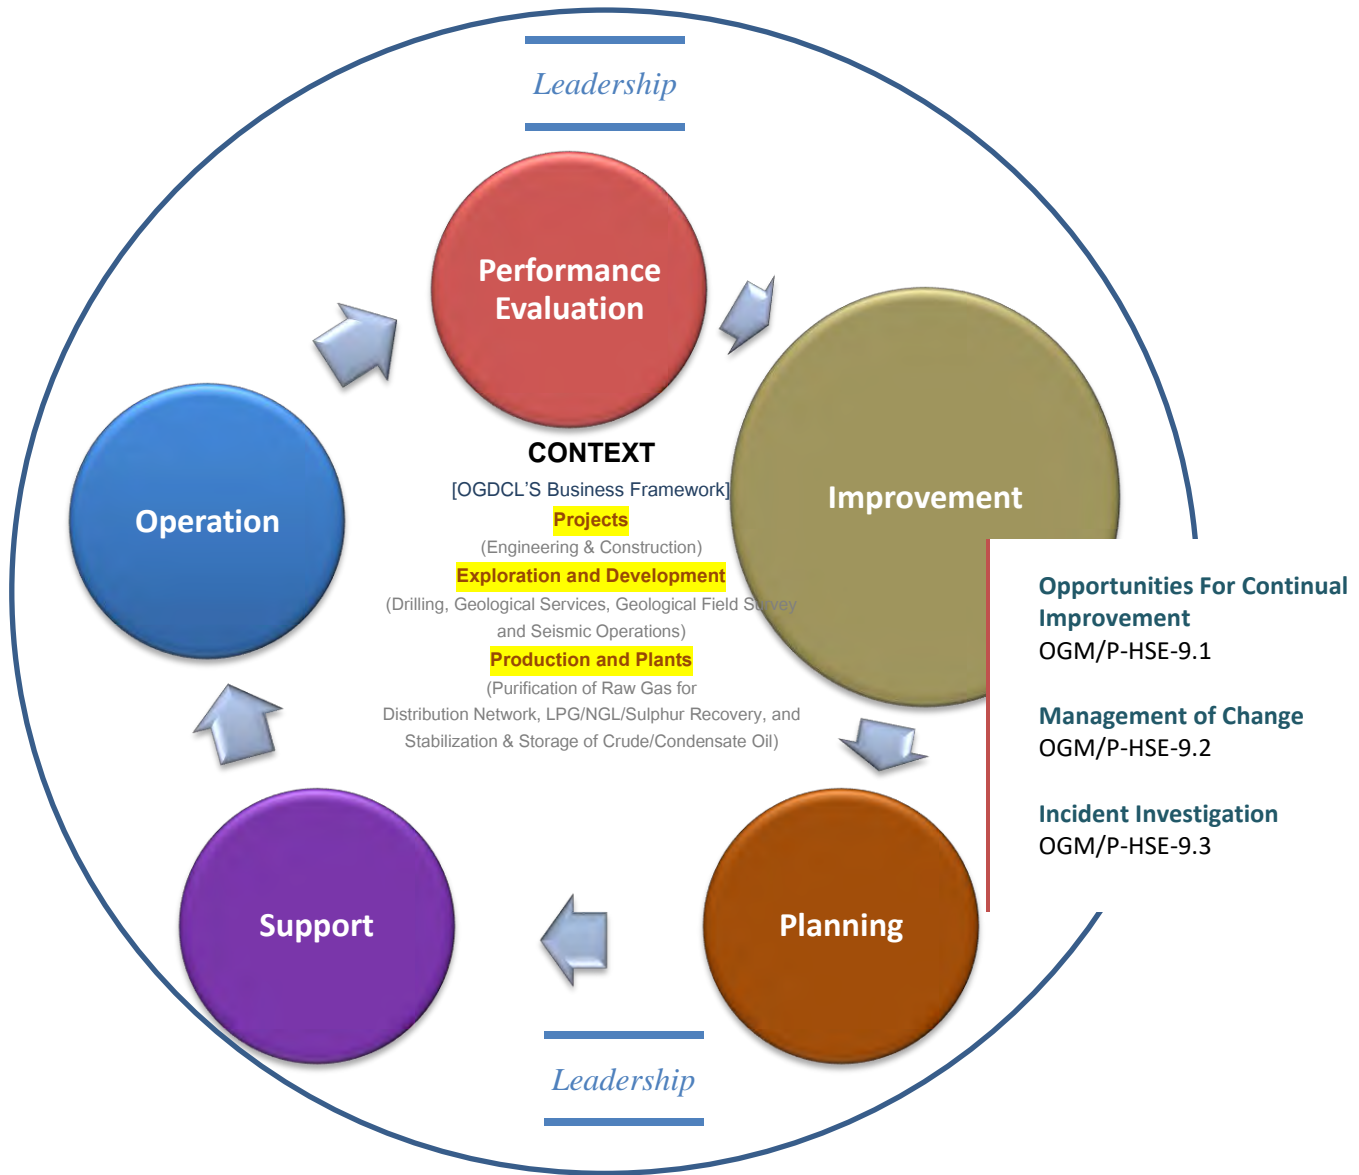 Leadership
Performance
Evaluation
Improvement
Operation
CONTEXT
[OGDCL'S Business Framework]
Projects
(Engineering & Construction)
Exploration and Development
(Drilling, Geological Services, Geological Field Survey
and Seismic Operations)
Production and Plants
(Purification of Raw Gas for
Distribution Network, LPG/NGL/Sulphur Recovery, and
Stabilization & Storage of Crude/Condensate Oil)
Opportunities For Continual
Improvement
OGM/P-HSE-9.1
Management of Change
OGM/P-HSE-9.2
Incident Investigation
OGM/P-HSE-9.3
Support
Planning
Leadership